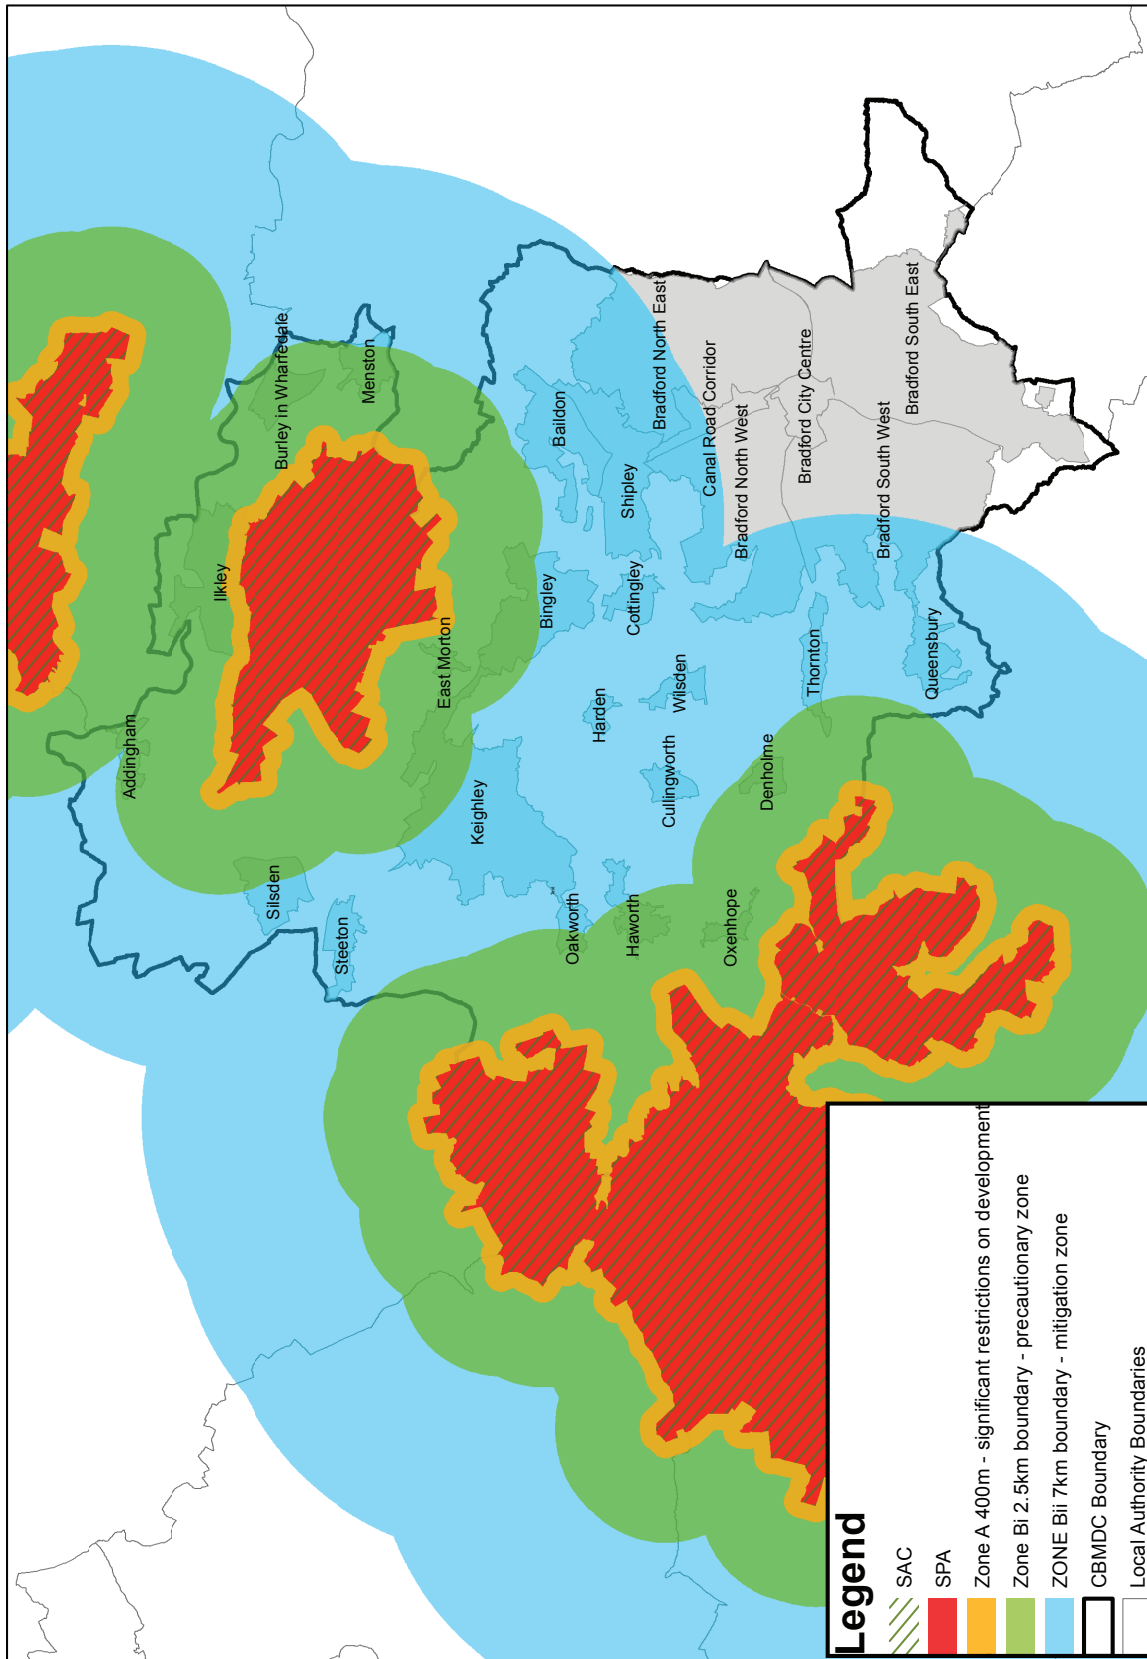 Addingham
Ilkley
Burley in Wharfedale
Menston
Silsden
Steeton
East Morton
Keighley
Bingley
Baildon
Shipley
Cottingley
Harden
Wilsden
Cullingworth
Oakworth
Haworth
Oxenhope
Denholme
Thornton
Queensbury
Bradford North East
Canal Road Corridor
Bradford North West
Bradford City Centre
Bradford South West
Bradford South East
Legend
SAC
SPA
Zone A 400m - significant restrictions on development
Zone Bi 2.5km boundary - precautionary zone
ZONE Bii 7km boundary - mitigation zone
CBMDC Boundary
Local Authority Boundaries